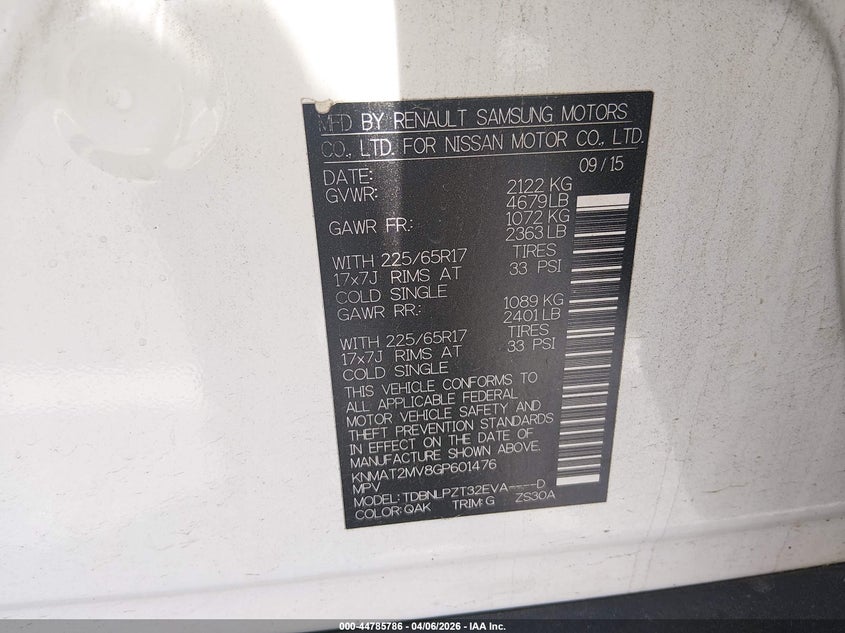 MFD BY RENAULT SAMSUNG MOTORS
CO., LTD. FOR NISSAN MOTOR CO., LTD.
DATE: 09/15
GVWR: 2122 KG
4679LB
GAWR FR.: 1072 KG
2363 LB
WITH 225/65R17 TIRES
17x7J RIMS AT 33 PSI
COLD SINGLE
GAWR RR.: 1089 KG
2401 LB
WITH 225/65R17 TIRES
17x7J RIMS AT 33 PSI
COLD SINGLE
THIS VEHICLE CONFORMS TO
ALL APPLICABLE FEDERAL
MOTOR VEHICLE SAFETY AND
THEFT PREVENTION STANDARDS
IN EFFECT ON THE DATE OF
MANUFACTURE SHOWN ABOVE.
KNMAT2MV8GP601476
MPV
MODEL: TDBNLPZT32EVA----D
COLOR: QAK TRIM: G ZS30A
000-44785786 - 04/06/2026 - IAA Inc.